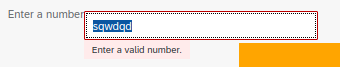 Enter a number
sqwdqd
Enter a valid number.